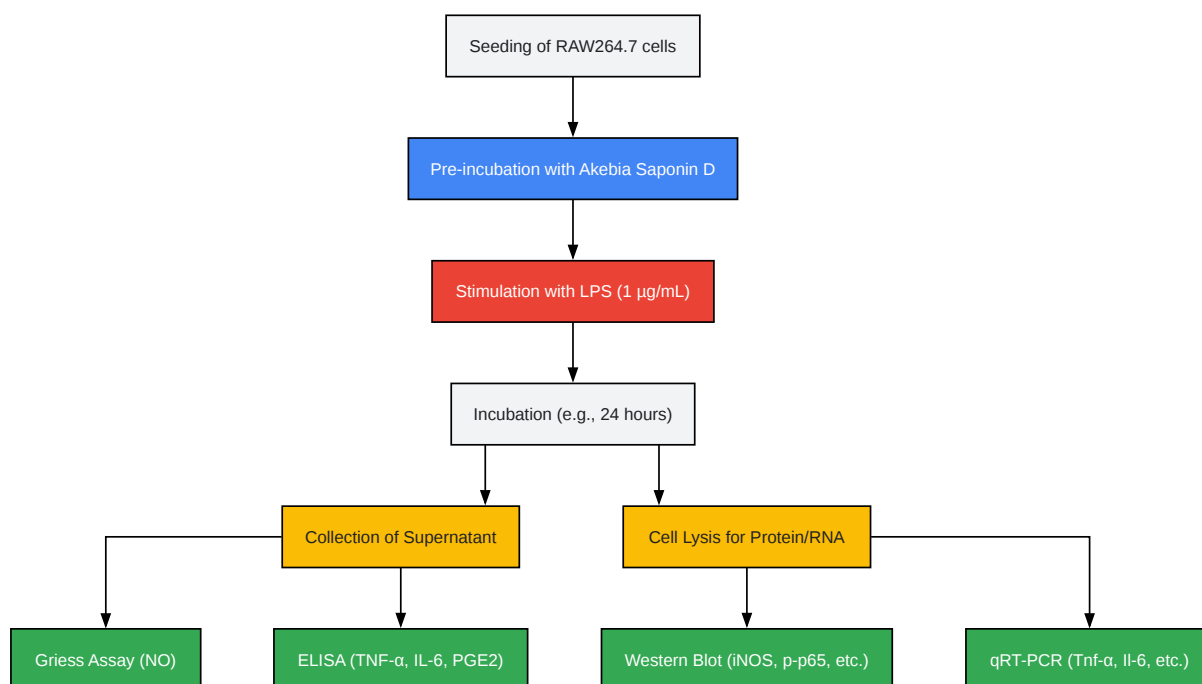 Seeding of RAW264.7 cells
Pre-incubation with Akebia Saponin D
Stimulation with LPS (1 µg/mL)
Incubation (e.g., 24 hours)
Collection of Supernatant
Cell Lysis for Protein/RNA
Griess Assay (NO)
ELISA (TNF-α, IL-6, PGE2)
Western Blot (iNOS, p-p65, etc.)
qRT-PCR (Tnf-α, Il-6, etc.)